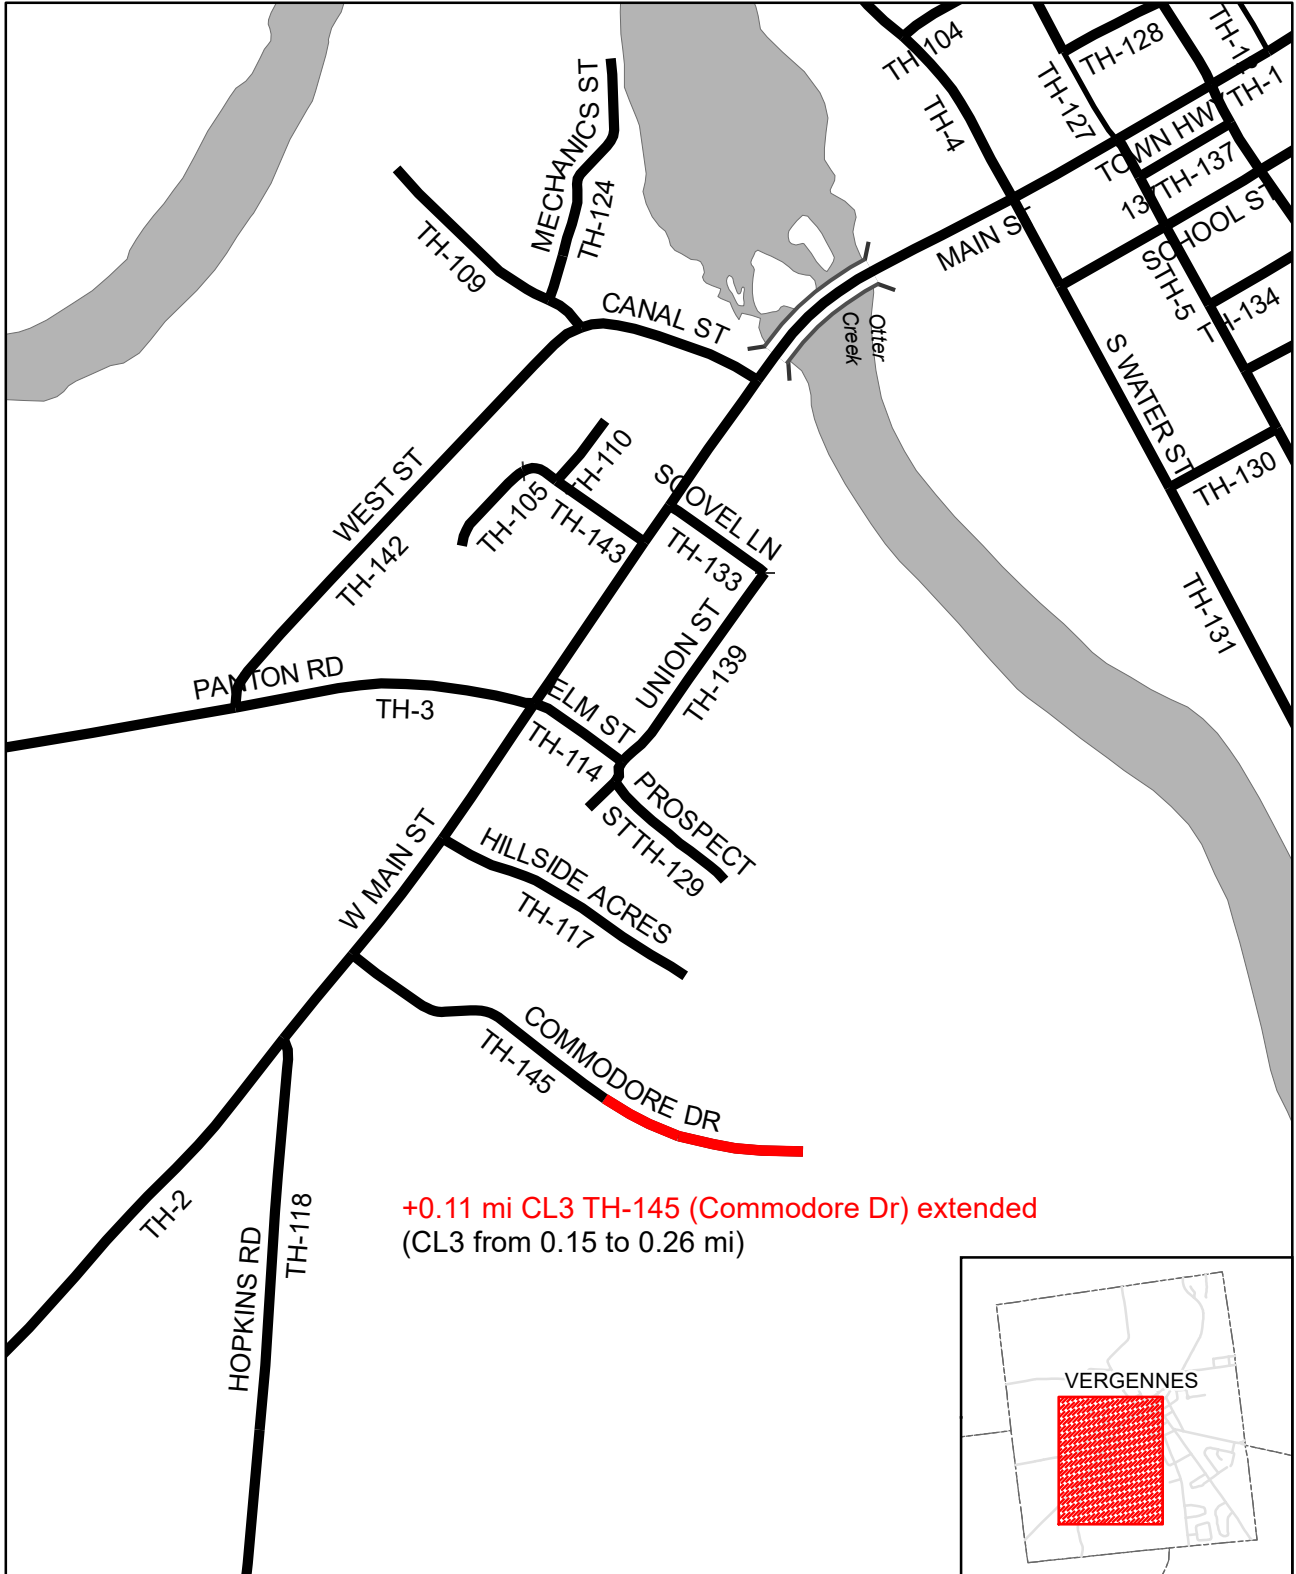 TH-104
TH-128
TH-1
TH-127
TH-1
TH-4
TOWN HWY
137
TH-137
MECHANICS ST
TH-124
TH-109
MAIN ST
SCHOOL ST
TH-5
TH-134
CANAL ST
Otter
Creek
S WATER ST
TH-130
WEST ST
TH-142
TH-110
TH-105
TH-143
SCOVEL LN
TH-133
TH-131
UNION ST
TH-139
PANTON RD
TH-3
ELM ST
TH-114
PROSPECT
ST
TH-129
W MAIN ST
HILLSIDE ACRES
TH-117
COMMODORE DR
TH-145
TH-2
HOPKINS RD
TH-118
+0.11 mi CL3 TH-145 (Commodore Dr) extended
(CL3 from 0.15 to 0.26 mi)
VERGENNES